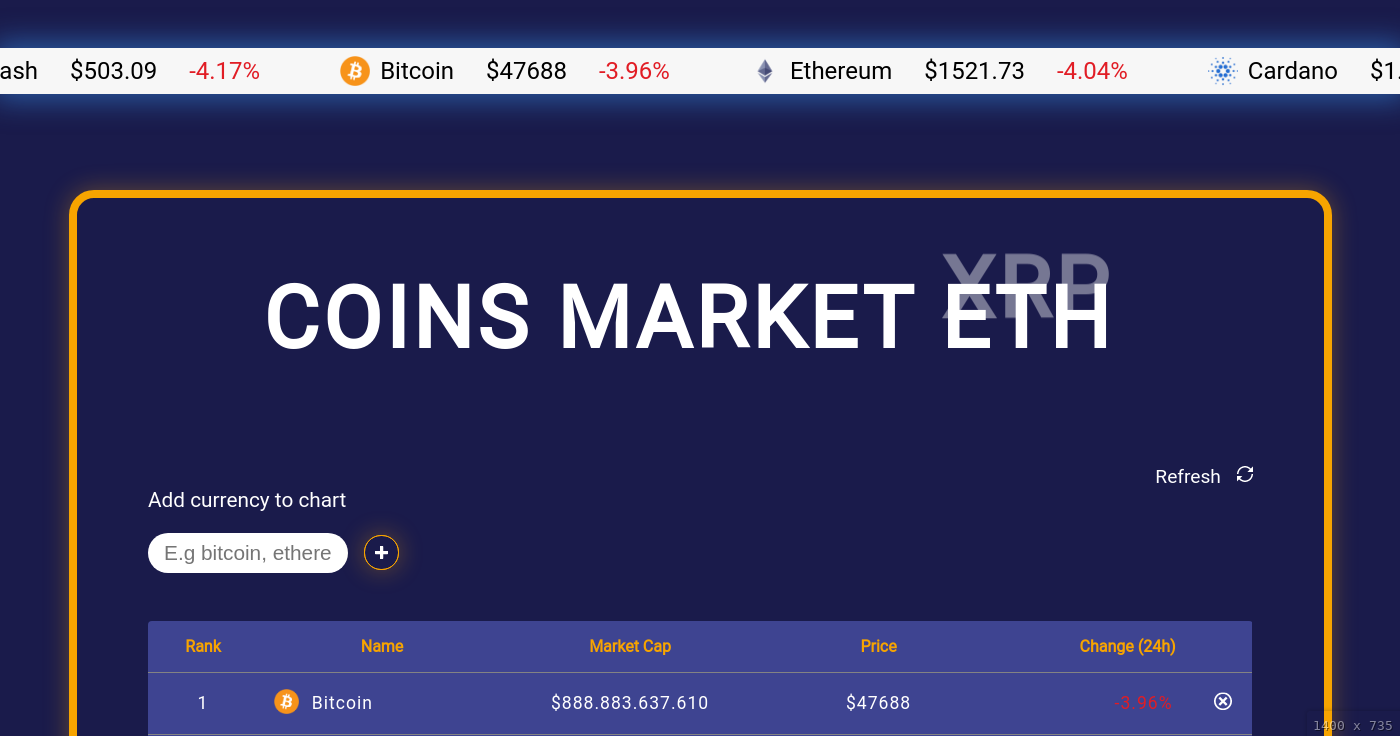 ash $503.09 -4.17% Bitcoin $47688 -3.96% Ethereum $1521.73 -4.04% Cardano $1.
XRP
COINS MARKET ETH
Refresh
Add currency to chart
E.g bitcoin, ethere
Rank Name Market Cap Price Change (24h)
1 Bitcoin $888.883.637.610 $47688 -3.96%
1400 x 735